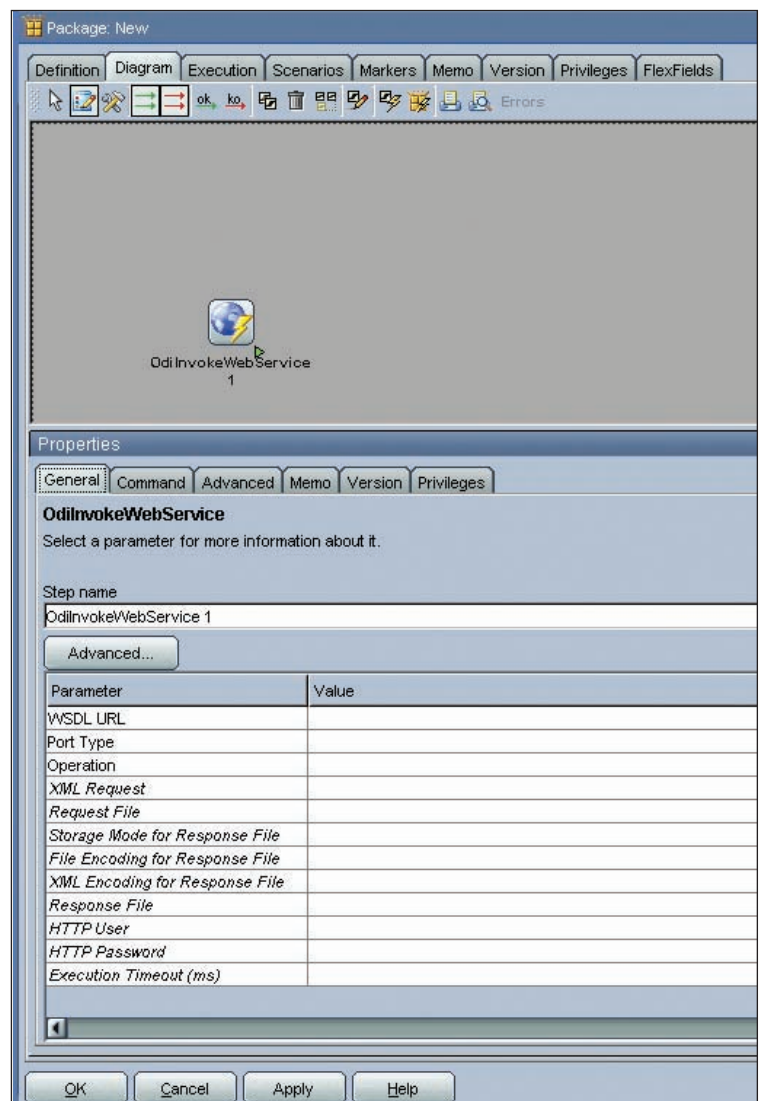 Package: New
Definition Diagram Execution Scenarios Markers Memo Version Privileges FlexFields
ok ko Errors
OdiInvokeWebService
1
Properties
General Command Advanced Memo Version Privileges
OdiInvokeWebService
Select a parameter for more information about it.
Step name
OdiInvokeWebService 1
Advanced...
Parameter Value
WSDL URL
Port Type
Operation
XML Request
Request File
Storage Mode for Response File
File Encoding for Response File
XML Encoding for Response File
Response File
HTTP User
HTTP Password
Execution Timeout (ms)
OK Cancel Apply Help